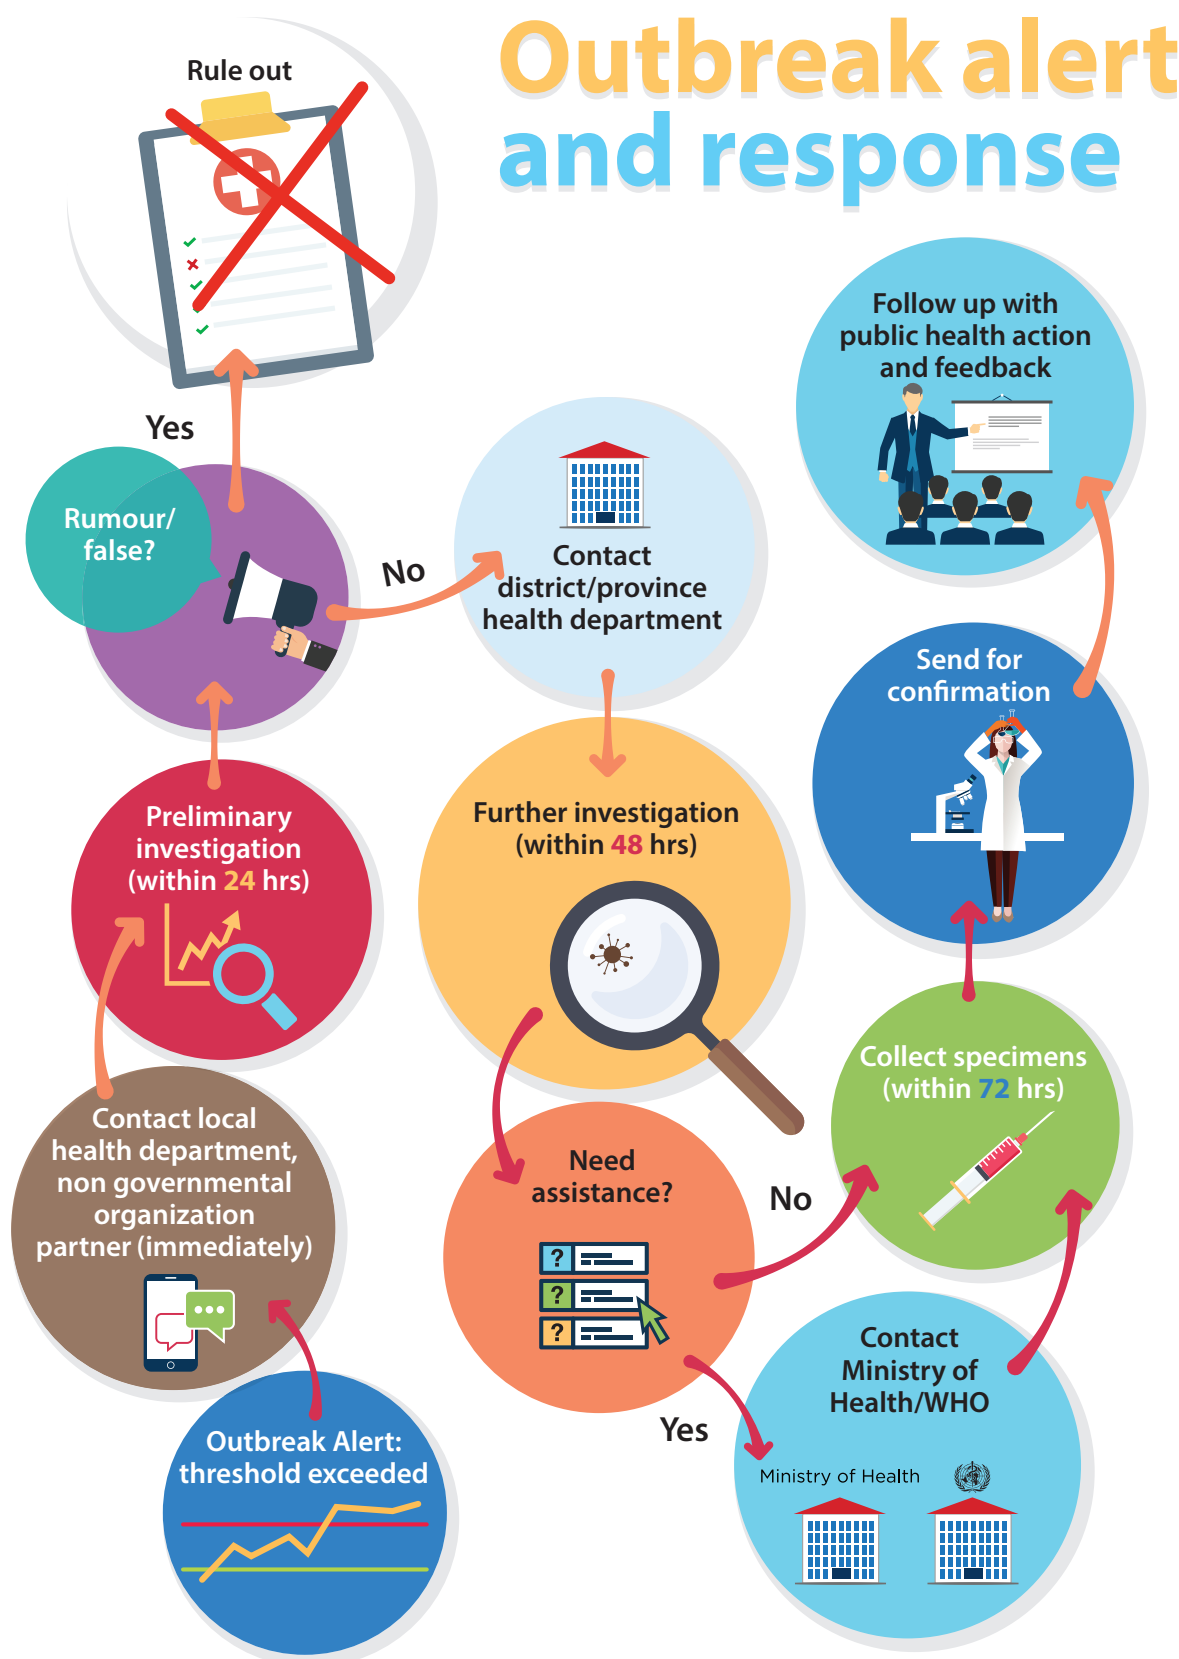 Outbreak alert
and response
Rule out
Yes
Rumour/
false?
No
Contact
district/province
health department
Follow up with
public health action
and feedback
Send for
confirmation
Preliminary
investigation
(within 24 hrs)
Further investigation
(within 48 hrs)
Collect specimens
(within 72 hrs)
Contact local
health department,
non governmental
organization
partner (immediately)
Need
assistance?
?
?
?
No
Yes
Contact
Ministry of
Health/WHO
Ministry of Health
Outbreak Alert:
threshold exceeded